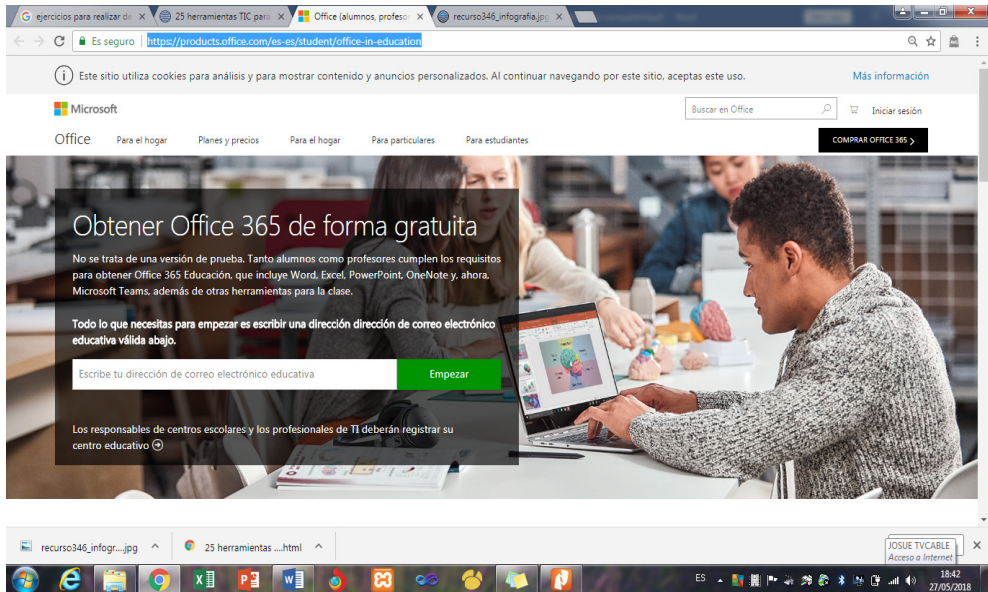 ejercicios para realizar de
25 herramientas TIC para
Office (alumnos, profesor
recurso346_infografia.jpg
Es seguro
https://products.office.com/es-es/student/office-in-education
Este sitio utiliza cookies para análisis y para mostrar contenido y anuncios personalizados. Al continuar navegando por este sitio, aceptas este uso.
Más información
Microsoft
Buscar en Office
Iniciar sesión
Office
Para el hogar
Planes y precios
Para el hogar
Para particulares
Para estudiantes
COMPRAR OFFICE 365
Obtener Office 365 de forma gratuita
No se trata de una versión de prueba. Tanto alumnos como profesores cumplen los requisitos
para obtener Office 365 Educación, que incluye Word, Excel, PowerPoint, OneNote y, ahora,
Microsoft Teams, además de otras herramientas para la clase.
Todo lo que necesitas para empezar es escribir una dirección dirección de correo electrónico
educativa válida abajo.
Escribe tu dirección de correo electrónico educativa
Empezar
Los responsables de centros escolares y los profesionales de TI deberán registrar su
centro educativo
recurso346_infogr....jpg
25 herramientas ....html
JOSUE TVCABLE
Acceso a Internet
ES
18:42
27/05/2018